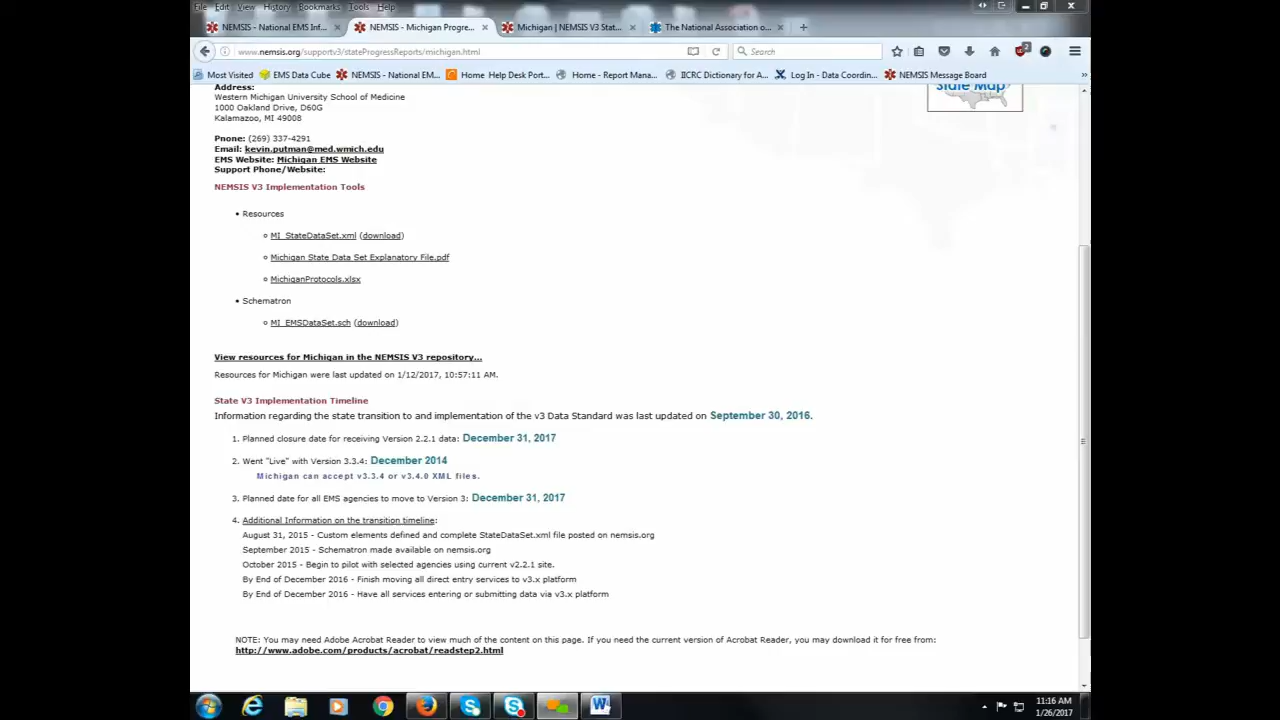 File Edit View History Bookmarks Tools Help
NEMSIS - National EMS Inf...
NEMSIS - Michigan Progre...
Michigan | NEMSIS V3 Stat...
The National Association o...
www.nemsis.org/supportv3/stateProgressReports/michigan.html
Search
2
Most Visited
EMS Data Cube
NEMSIS - National EM...
Home Help Desk Port...
Home - Report Mana...
IICRC Dictionary for A...
Log In - Data Coordin...
NEMSIS Message Board
Address:
State Map
Western Michigan University School of Medicine
1000 Oakland Drive, D60G
Kalamazoo, MI 49008
Phone: (269) 337-4291
Email: kevin.putman@med.wmich.edu
EMS Website: Michigan EMS Website
Support Phone/Website:
NEMSIS V3 Implementation Tools
• Resources
MI_StateDataSet.xml (download)
Michigan State Data Set Explanatory File.pdf
MichiganProtocols.xlsx
• Schematron
MI_EMSDataSet.sch (download)
View resources for Michigan in the NEMSIS V3 repository...
Resources for Michigan were last updated on 1/12/2017, 10:57:11 AM.
State V3 Implementation Timeline
Information regarding the state transition to and implementation of the v3 Data Standard was last updated on September 30, 2016.
1. Planned closure date for receiving Version 2.2.1 data: December 31, 2017
2. Went "Live" with Version 3.3.4: December 2014
Michigan can accept v3.3.4 or v3.4.0 XML files.
3. Planned date for all EMS agencies to move to Version 3: December 31, 2017
4. Additional Information on the transition timeline:
August 31, 2015 - Custom elements defined and complete StateDataSet.xml file posted on nemsis.org
September 2015 - Schematron made available on nemsis.org
October 2015 - Begin to pilot with selected agencies using current v2.2.1 site.
By End of December 2016 - Finish moving all direct entry services to v3.x platform
By End of December 2016 - Have all services entering or submitting data via v3.x platform
NOTE: You may need Adobe Acrobat Reader to view much of the content on this page. If you need the current version of Acrobat Reader, you may download it for free from:
http://www.adobe.com/products/acrobat/readstep2.html
11:16 AM
1/26/2017